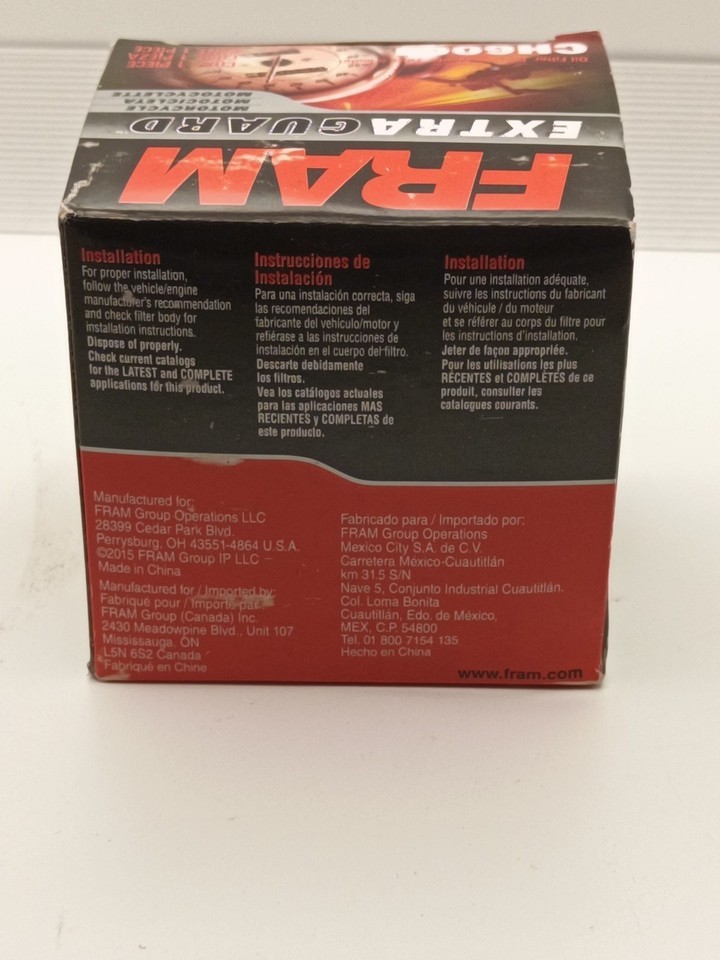 FRAM
EXTRA GUARD
MOTORCYCLE
MOTOCICLETA
MOTOCYCLETTE
Oil Filter
1 PIECE
Installation
For proper installation,
follow the vehicle/engine
manufacturer's recommendation
and check filter body for
installation instructions.
Dispose of properly.
Check current catalogs
for the LATEST and COMPLETE
applications for this product.
Instrucciones de
Instalación
Para una instalación correcta, siga
las recomendaciones del
fabricante del vehículo/motor y
refiérase a las instrucciones de
instalación en el cuerpo del filtro.
Descarte debidamente
los filtros.
Vea los catálogos actuales
para las aplicaciones MAS
RECIENTES y COMPLETAS de
este producto.
Installation
Pour une installation adéquate,
suivre les instructions du fabricant
du véhicule / du moteur
et se référer au corps du filtre pour
les instructions d'installation.
Jeter de façon appropriée.
Pour les utilisations les plus
RÉCENTES et COMPLÈTES de ce
produit, consulter les
catalogues courants.
Manufactured for:
FRAM Group Operations LLC
28399 Cedar Park Blvd.
Perrysburg, OH 43551-4864 U.S.A.
©2015 FRAM Group IP LLC
Made in China
Manufactured for / Imported by:
Fabriqué pour / Importé par:
FRAM Group (Canada) Inc.
2430 Meadowpine Blvd., Unit 107
Mississauga, ON
L5N 6S2 Canada
Fabriqué en Chine
Fabricado para / Importado por:
FRAM Group Operations
Mexico City S.A. de C.V.
Carretera México-Cuautitlán
km 31.5 S/N
Nave 5, Conjunto Industrial Cuautitlán.
Col. Loma Bonita
Cuautitlán, Edo. de México,
MEX, C.P. 54800
Tel. 01 800 7154 135
Hecho en China
www.fram.com